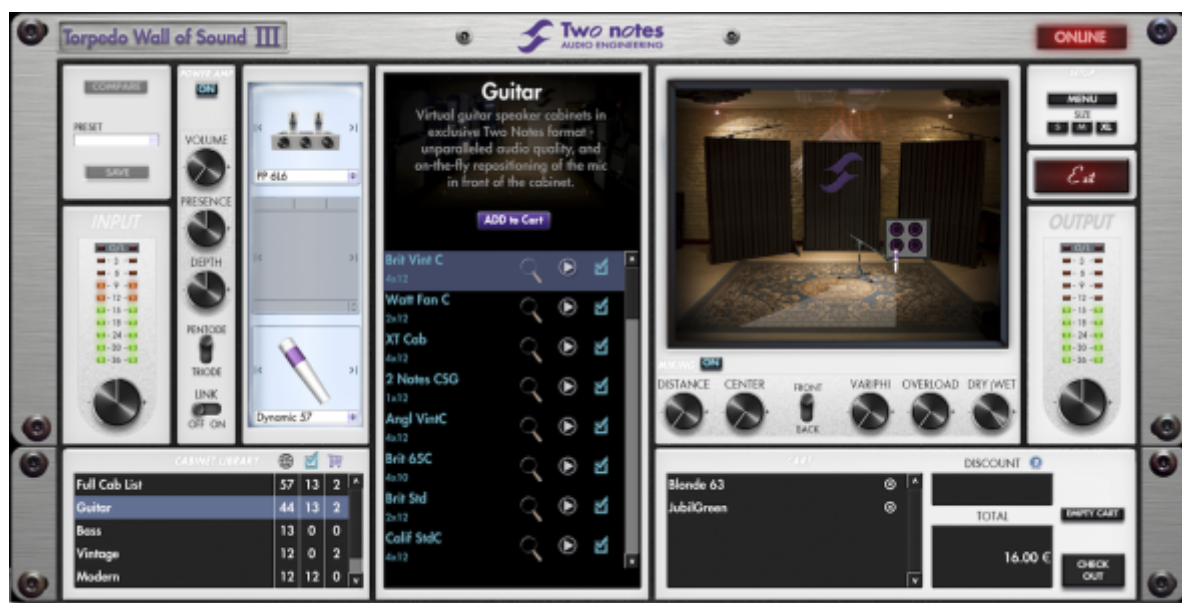 Torpedo Wall of Sound III
Two notes
AUDIO ENGINEERING
ONLINE
COMPARE
PRESET
SAVE
POWER AMP
ON
VOLUME
PRESENCE
DEPTH
PENTODE
TRIODE
LINK
OFF ON
INPUT
PP 6L6
Dynamic 57
Guitar
Virtual guitar speaker cabinets in
exclusive Two Notes format -
unparalleled audio quality, and
on-the-fly repositioning of the mic
in front of the cabinet.
ADD to Cart
Brit Vint C
4x12
Watt Fan C
2x12
XT Cab
4x12
2 Notes CSG
1x12
Angl VintC
4x12
Brit 65C
4x10
Brit Std
2x12
Calif StdC
4x12
MIKING ON
DISTANCE CENTER FRONT VARIPHI OVERLOAD DRY/WET
BACK
SETUP
MENU
SIZE
S M XL
Exit
OUTPUT
CABINET LIBRARY
Full Cab List 57 13 2
Guitar 44 13 2
Bass 13 0 0
Vintage 12 0 2
Modern 12 12 0
CART
Blonde 63
JubilGreen
DISCOUNT
TOTAL
16.00 €
EMPTY CART
CHECK
OUT